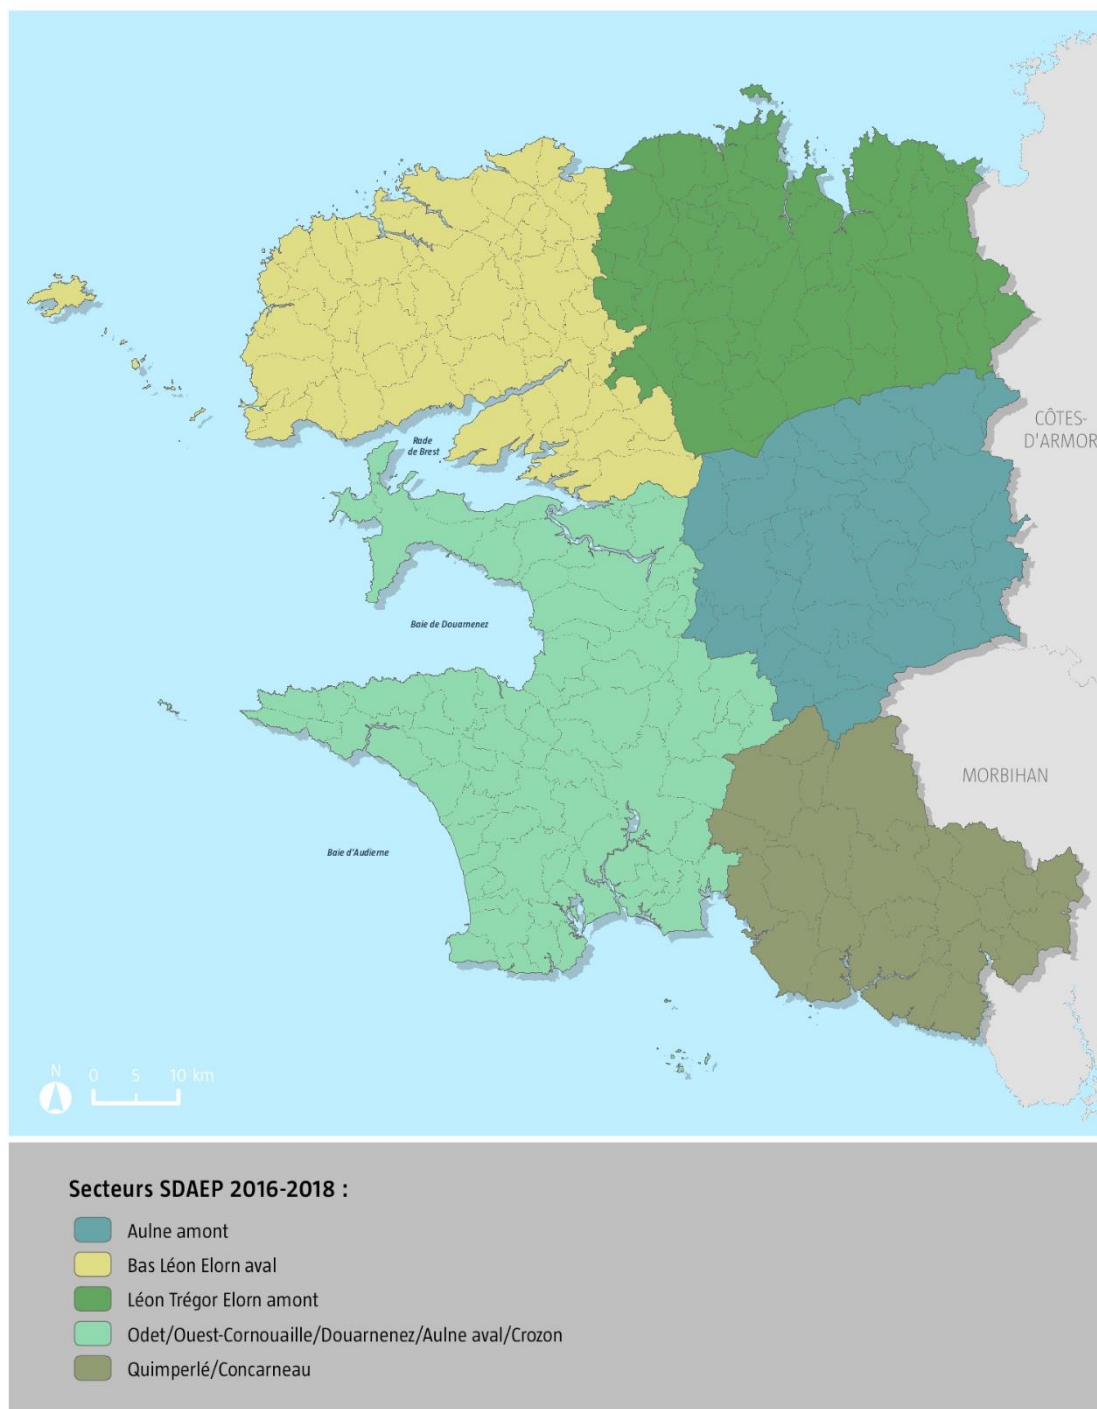 CÔTES-
D'ARMOR
Rade
de Brest
Baie de Douarnenez
MORBIHAN
Baie d'Audierne
N 0 5 10 km
Secteurs SDAEP 2016-2018 :
Aulne amont
Bas Léon Elorn aval
Léon Trégor Elorn amont
Odet/Ouest-Cornouaille/Douarnenez/Aulne aval/Crozon
Quimperlé/Concarneau